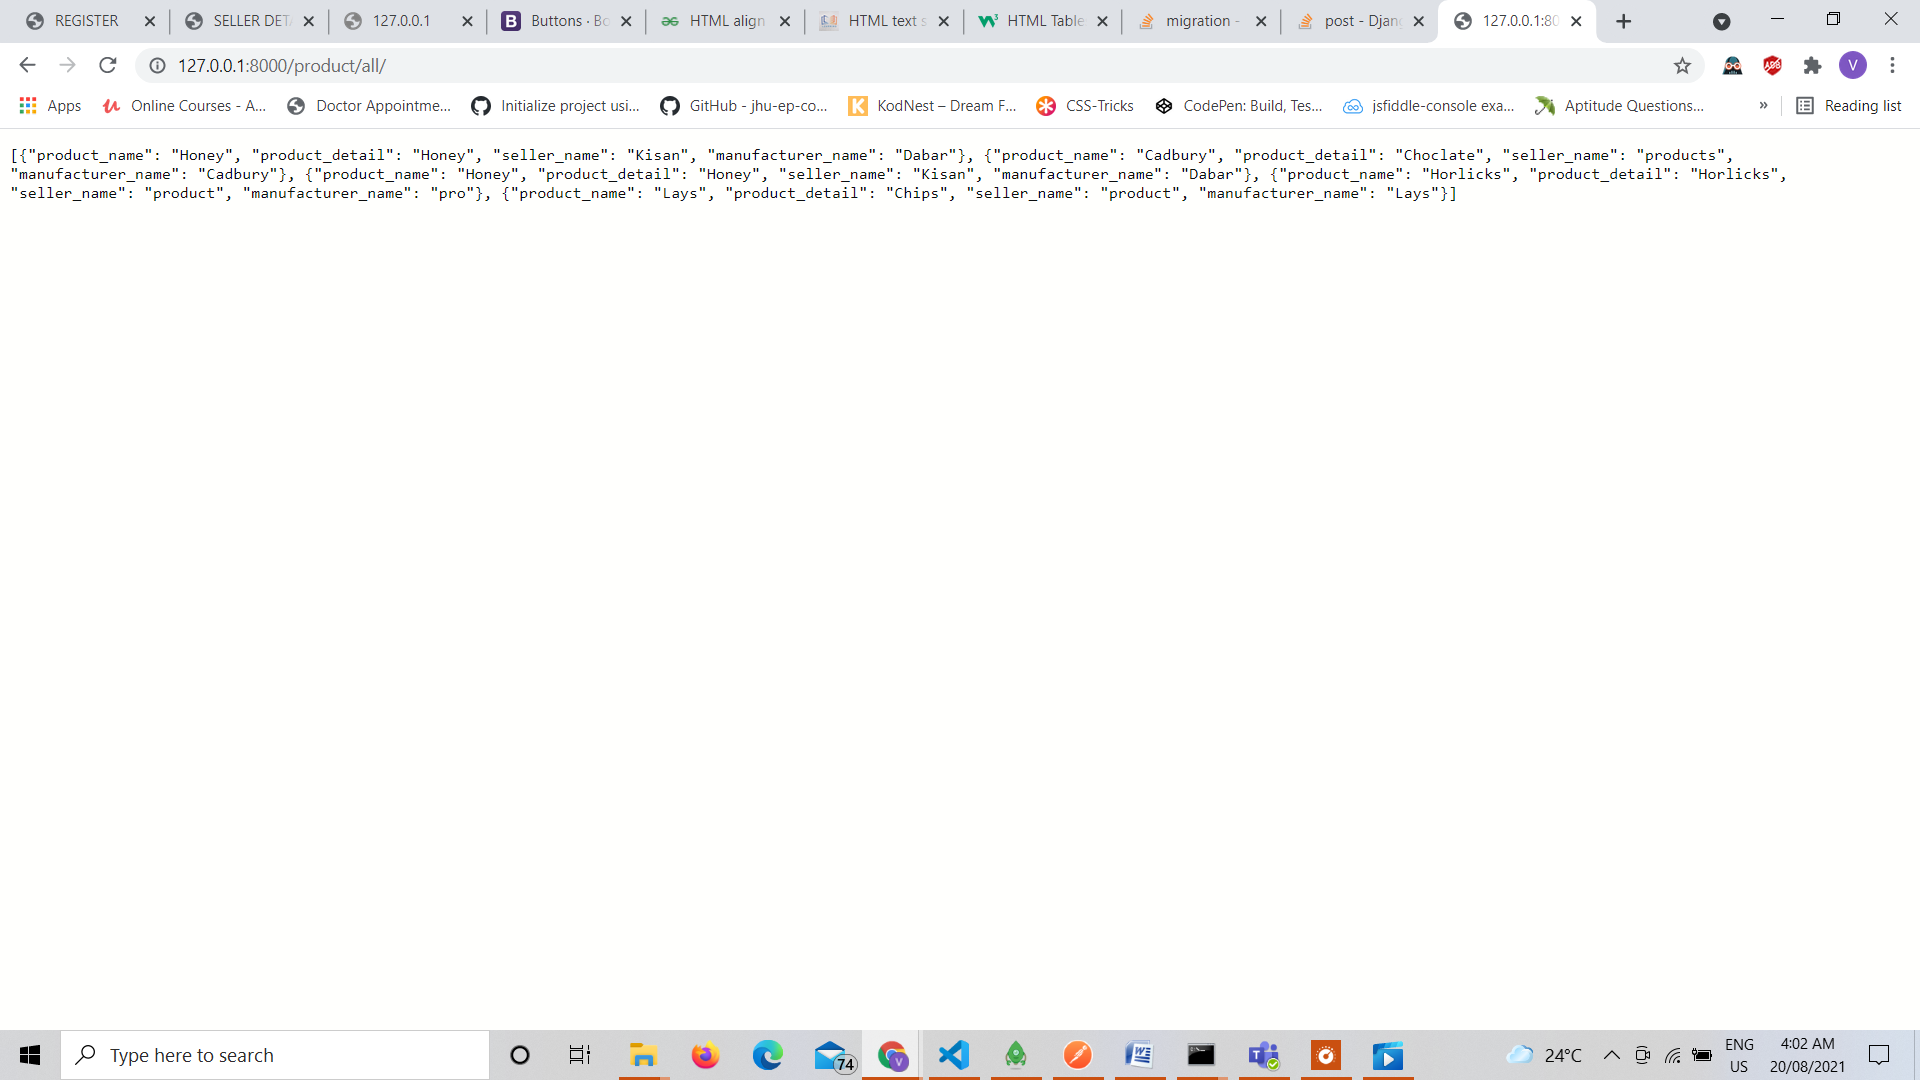 REGISTER
SELLER DETA
127.0.0.1
Buttons · Bo
HTML align
HTML text s
HTML Table
migration -
post - Djang
127.0.0.1:80
127.0.0.1:8000/product/all/
V
Apps
Online Courses - A...
Doctor Appointme...
Initialize project usi...
GitHub - jhu-ep-co...
KodNest – Dream F...
CSS-Tricks
CodePen: Build, Tes...
jsfiddle-console exa...
Aptitude Questions...
»
Reading list
[{"product_name": "Honey", "product_detail": "Honey", "seller_name": "Kisan", "manufacturer_name": "Dabar"}, {"product_name": "Cadbury", "product_detail": "Choclate", "seller_name": "products",
"manufacturer_name": "Cadbury"}, {"product_name": "Honey", "product_detail": "Honey", "seller_name": "Kisan", "manufacturer_name": "Dabar"}, {"product_name": "Horlicks", "product_detail": "Horlicks",
"seller_name": "product", "manufacturer_name": "pro"}, {"product_name": "Lays", "product_detail": "Chips", "seller_name": "product", "manufacturer_name": "Lays"}]
Type here to search
74
24°C
ENG
US
4:02 AM
20/08/2021